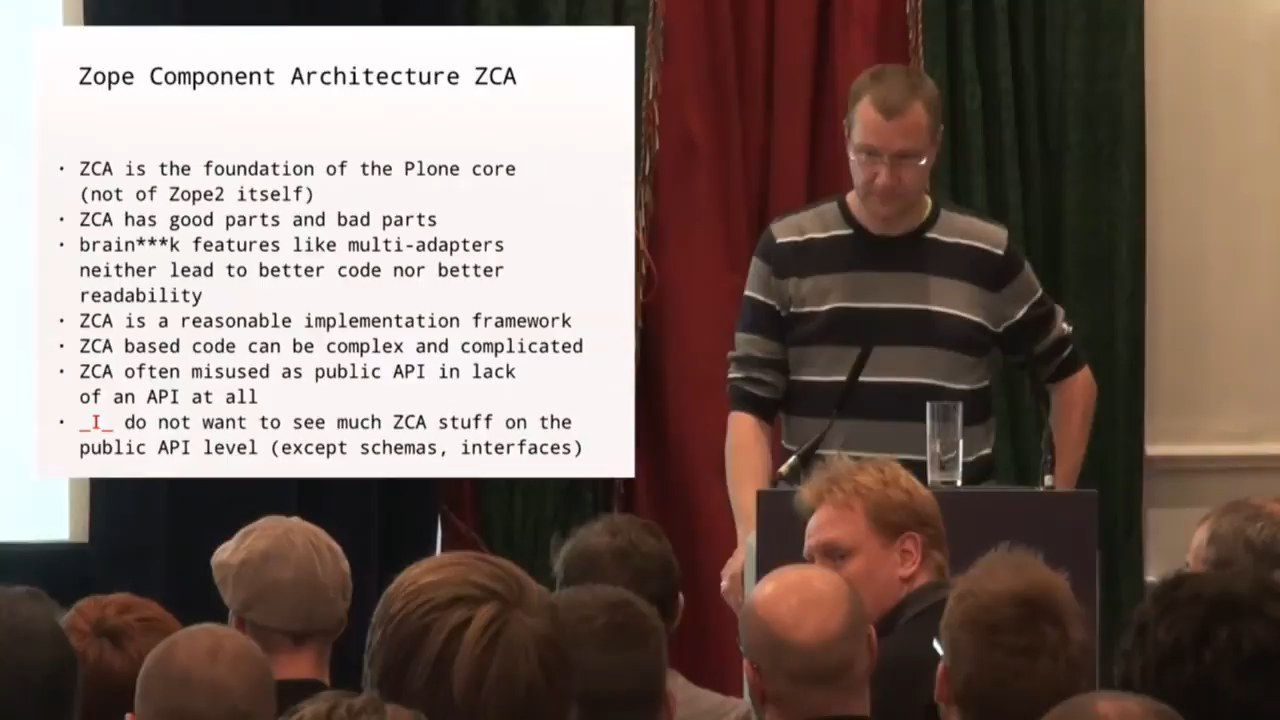 Zope Component Architecture ZCA
· ZCA is the foundation of the Plone core
(not of Zope2 itself)
· ZCA has good parts and bad parts
· brain***k features like multi-adapters
neither lead to better code nor better
readability
· ZCA is a reasonable implementation framework
· ZCA based code can be complex and complicated
· ZCA often misused as public API in lack
of an API at all
· _I_ do not want to see much ZCA stuff on the
public API level (except schemas, interfaces)